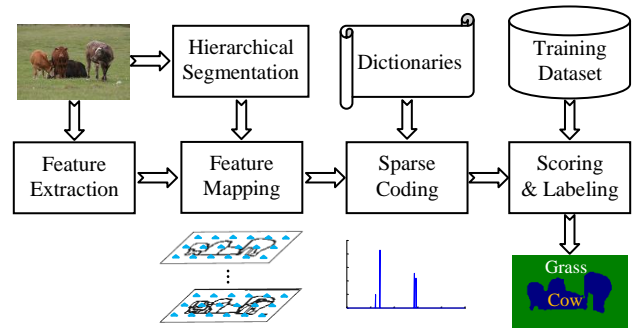 Hierarchical
Segmentation
Dictionaries
Training
Dataset
Feature
Extraction
Feature
Mapping
Sparse
Coding
Scoring
& Labeling
Grass
Cow